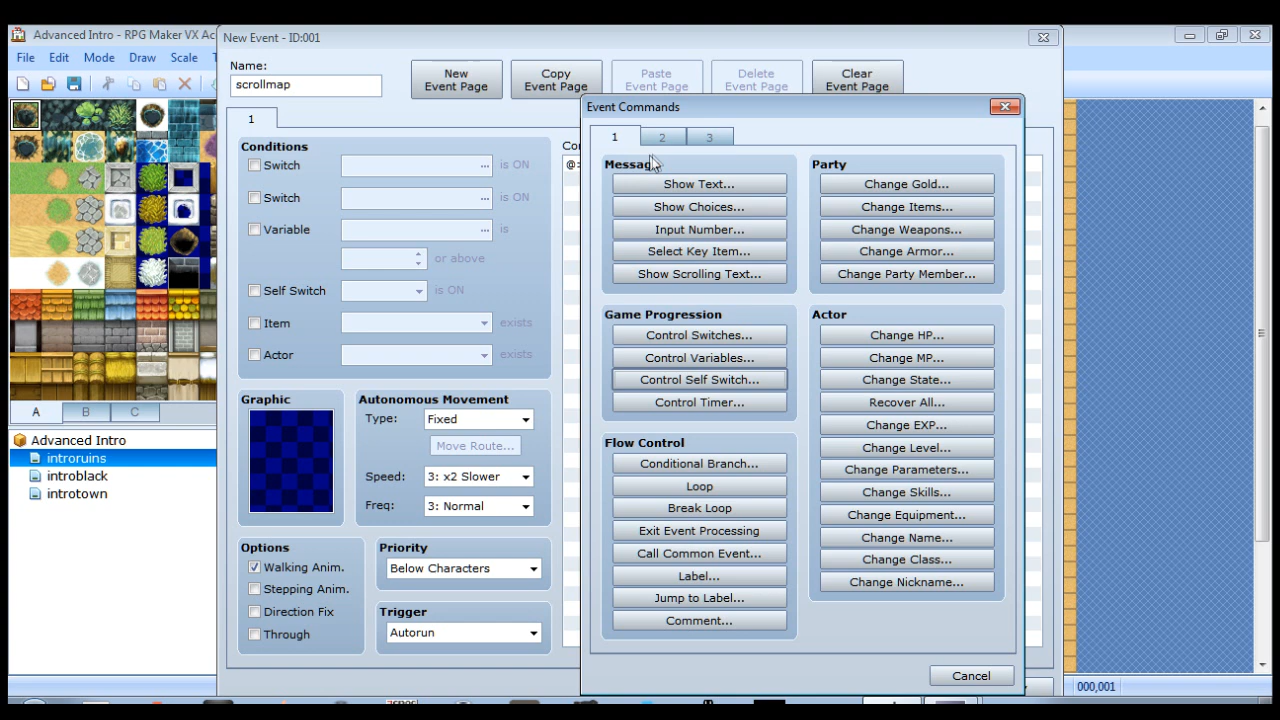 Advanced Intro - RPG Maker VX Ac
File Edit Mode Draw Scale
New Event - ID:001
Name:
scrollmap
New Event Page
Copy Event Page
Paste Event Page
Delete Event Page
Clear Event Page
1
Conditions
Switch ... is ON
Switch ... is ON
Variable ... is
or above
Self Switch is ON
Item exists
Actor exists
Graphic
Autonomous Movement
Type: Fixed
Move Route...
Speed: 3: x2 Slower
Freq: 3: Normal
Options
Walking Anim.
Stepping Anim.
Direction Fix
Through
Priority
Below Characters
Trigger
Autorun
Co
@:
Event Commands
1 2 3
Messag
Show Text...
Show Choices...
Input Number...
Select Key Item...
Show Scrolling Text...
Game Progression
Control Switches...
Control Variables...
Control Self Switch...
Control Timer...
Flow Control
Conditional Branch...
Loop
Break Loop
Exit Event Processing
Call Common Event...
Label...
Jump to Label...
Comment...
Party
Change Gold...
Change Items...
Change Weapons...
Change Armor...
Change Party Member...
Actor
Change HP...
Change MP...
Change State...
Recover All...
Change EXP...
Change Level...
Change Parameters...
Change Skills...
Change Equipment...
Change Name...
Change Class...
Change Nickname...
Cancel
A B C
Advanced Intro
introruins
introblack
introtown
000,001